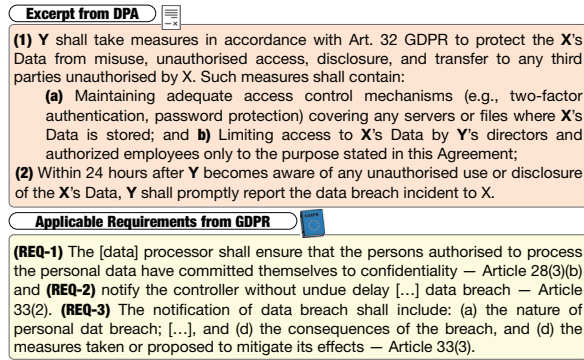 Excerpt from DPA
(1) Y shall take measures in accordance with Art. 32 GDPR to protect the X's
Data from misuse, unauthorised access, disclosure, and transfer to any third
parties unauthorised by X. Such measures shall contain:
(a) Maintaining adequate access control mechanisms (e.g., two-factor
authentication, password protection) covering any servers or files where X's
Data is stored; and b) Limiting access to X's Data by Y's directors and
authorized employees only to the purpose stated in this Agreement;
(2) Within 24 hours after Y becomes aware of any unauthorised use or disclosure
of the X's Data, Y shall promptly report the data breach incident to X.
Applicable Requirements from GDPR
GDPR
(REQ-1) The [data] processor shall ensure that the persons authorised to process
the personal data have committed themselves to confidentiality — Article 28(3)(b)
and (REQ-2) notify the controller without undue delay [...] data breach — Article
33(2). (REQ-3) The notification of data breach shall include: (a) the nature of
personal dat breach; [...], and (d) the consequences of the breach, and (d) the
measures taken or proposed to mitigate its effects — Article 33(3).